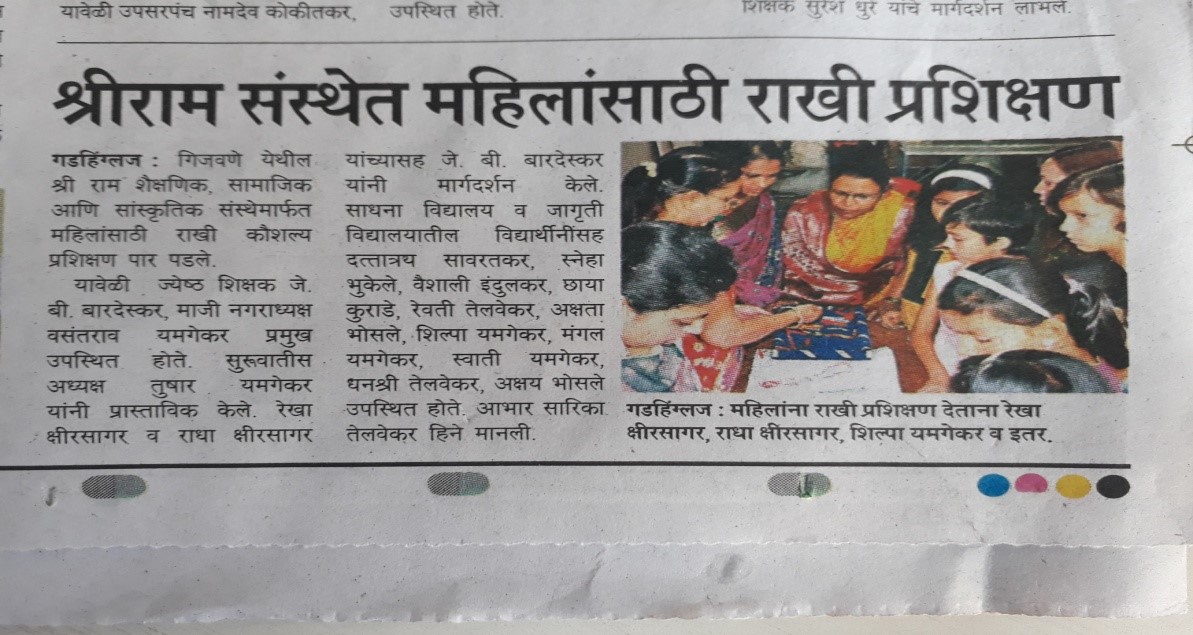 यावेळी उपसरपंच नामदेव कोकीतकर,
उपस्थित होते.
शिक्षक सुरेश धुरे यांचे मार्गदर्शन लाभले.
श्रीराम संस्थेत महिलांसाठी राखी प्रशिक्षण
गडहिंग्लज : गिजवणे येथील
श्री राम शैक्षणिक, सामाजिक
आणि सांस्कृतिक संस्थेमार्फत
महिलांसाठी राखी कौशल्य
प्रशिक्षण पार पडले.
यावेळी ज्येष्ठ शिक्षक जे.
बी. बारदेस्कर, माजी नगराध्यक्ष
वसंतराव यमगेकर प्रमुख
उपस्थित होते. सुरूवातीस
अध्यक्ष तुषार यमगेकर
यांनी प्रास्ताविक केले. रेखा
क्षीरसागर व राधा क्षीरसागर
यांच्यासह जे. बी. बारदेस्कर
यांनी मार्गदर्शन केले.
साधना विद्यालय व जागृती
विद्यालयातील विद्यार्थीनींसह
दत्तात्रय सावरतकर, स्नेहा
भुकेले, वैशाली इंदुलकर, छाया
कुराडे, रेवती तेलवेकर, अक्षता
भोसले, शिल्पा यमगेकर, मंगल
यमगेकर, स्वाती यमगेकर,
धनश्री तेलवेकर, अक्षय भोसले
उपस्थित होते. आभार सारिका
तेलवेकर हिने मानली.
गडहिंग्लज : महिलांना राखी प्रशिक्षण देताना रेखा
क्षीरसागर, राधा क्षीरसागर, शिल्पा यमगेकर व इतर.